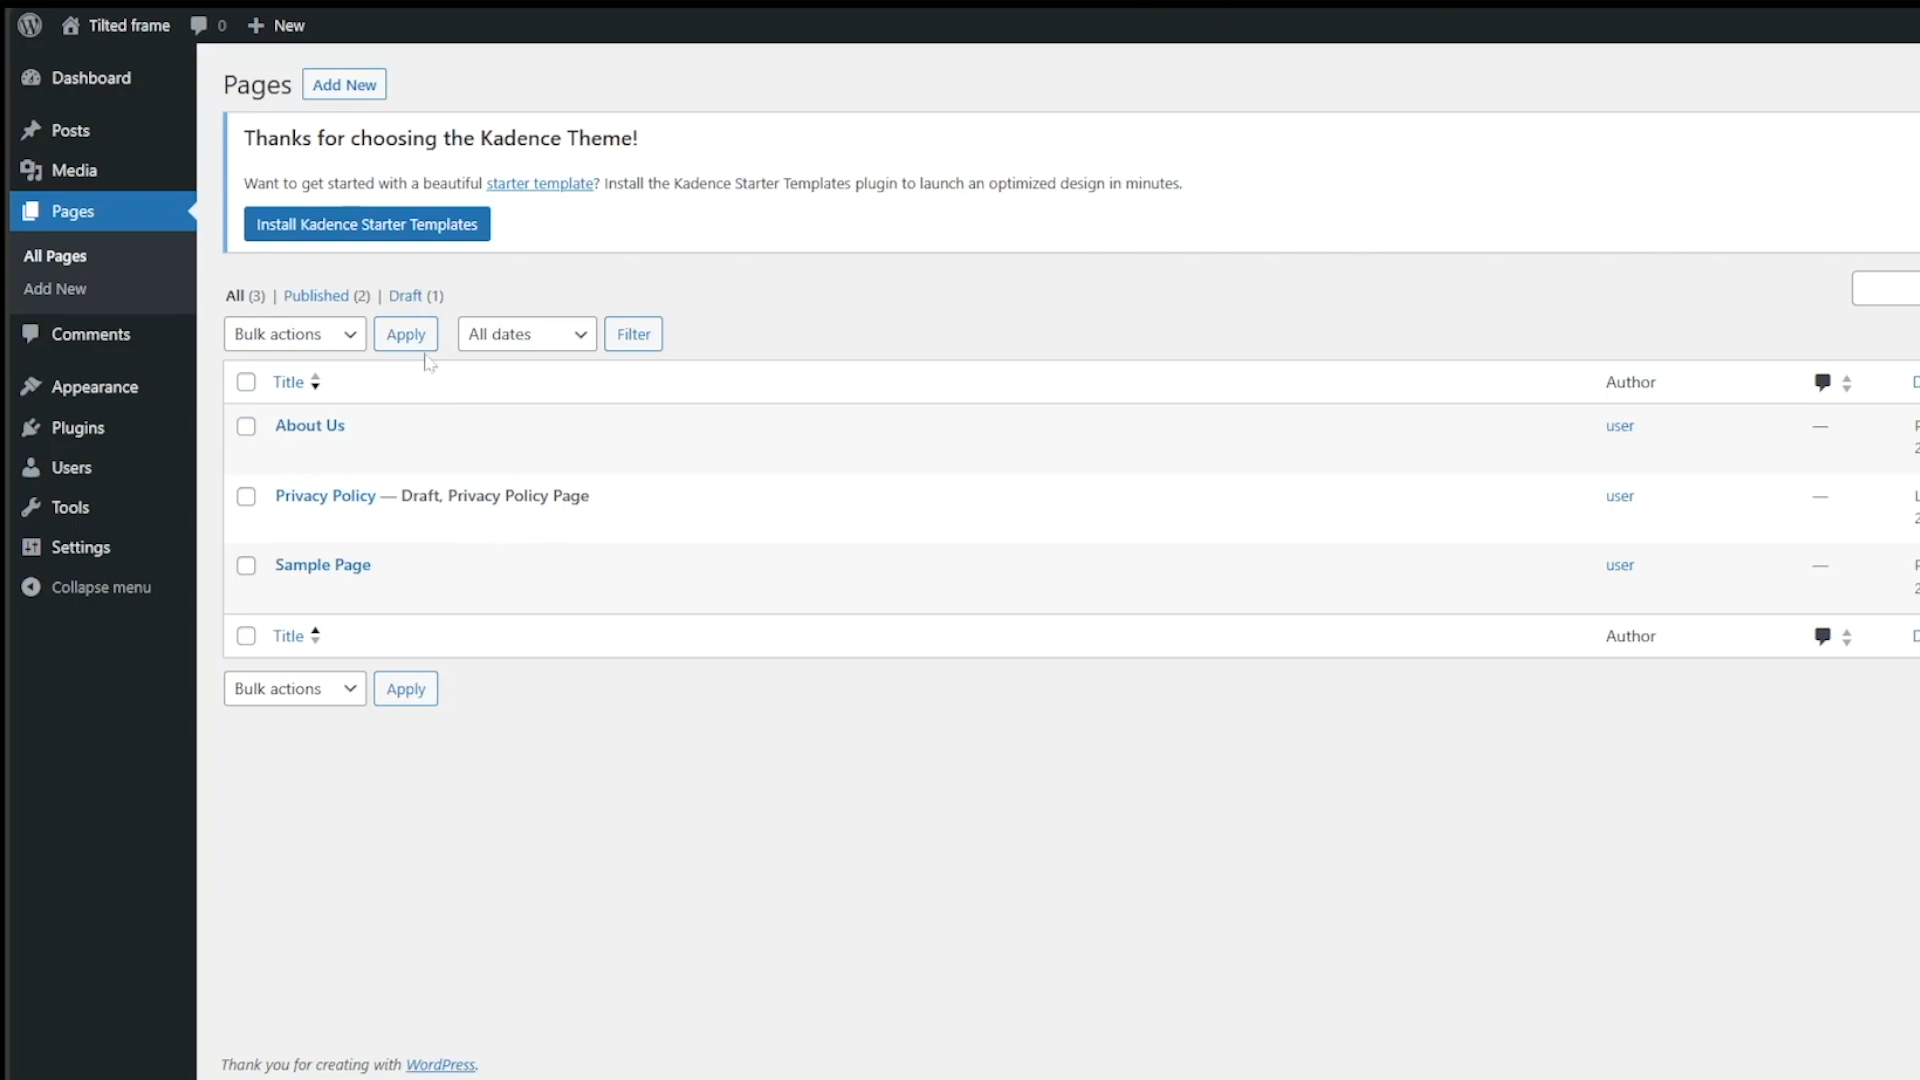 Tilted frame 0 New
Dashboard
Posts
Media
Pages
All Pages
Add New
Comments
Appearance
Plugins
Users
Tools
Settings
Collapse menu
Pages Add New
Thanks for choosing the Kadence Theme!
Want to get started with a beautiful starter template? Install the Kadence Starter Templates plugin to launch an optimized design in minutes.
Install Kadence Starter Templates
All (3) | Published (2) | Draft (1)
Bulk actions Apply All dates Filter
Title Author
About Us user —
Privacy Policy — Draft, Privacy Policy Page user —
Sample Page user —
Title Author
Bulk actions Apply
Thank you for creating with WordPress.